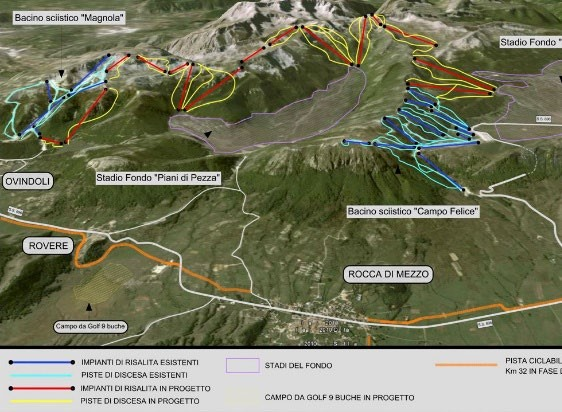 Bacino sciistico "Magnola"
Stadio Fondo "
OVINDOLI
Stadio Fondo "Piani di Pezza"
Bacino sciistico "Campo Felice"
ROVERE
ROCCA DI MEZZO
Campo da Golf 9 buche
IMPIANTI DI RISALITA ESISTENTI
PISTE DI DISCESA ESISTENTI
IMPIANTI DI RISALITA IN PROGETTO
PISTE DI DISCESA IN PROGETTO
STADI DEL FONDO
CAMPO DA GOLF 9 BUCHE IN PROGETTO
PISTA CICLABIL
Km 32 IN FASE D